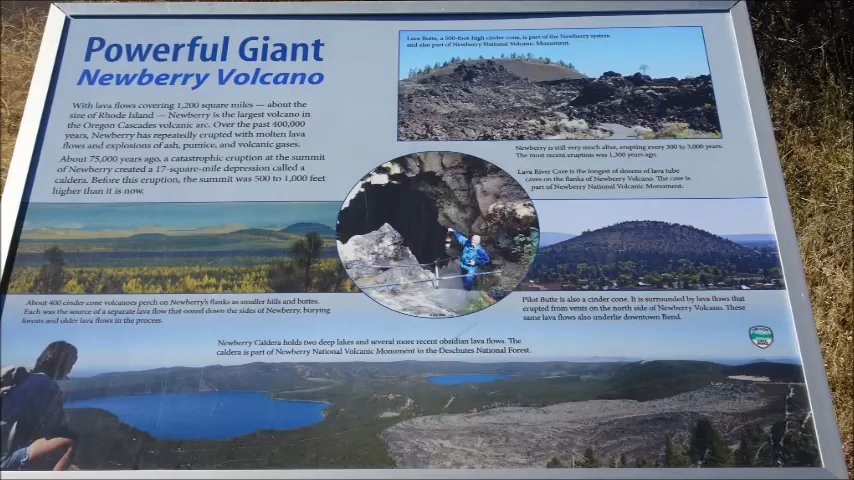 Powerful Giant
Newberry Volcano
With lava flows covering 1,200 square miles — about the
size of Rhode Island — Newberry is the largest volcano in
the Oregon Cascades volcanic arc. Over the past 400,000
years, Newberry has repeatedly erupted with molten lava
flows and explosions of ash, pumice, and volcanic gases.
About 75,000 years ago, a catastrophic eruption at the summit
of Newberry created a 17-square-mile depression called a
caldera. Before this eruption, the summit was 500 to 1,000 feet
higher than it is now.
Lava Butte, a 500-foot-high cinder cone, is part of the Newberry system
and also part of Newberry National Volcanic Monument.
Newberry is still very much alive, erupting every 300 to 3,000 years.
The most recent eruption was 1,300 years ago.
Lava River Cave is the longest of dozens of lava tube
caves on the flanks of Newberry Volcano. The cave is
part of Newberry National Volcanic Monument.
About 400 cinder cone volcanoes perch on Newberry's flanks as smaller hills and buttes.
Each was the source of a separate lava flow that oozed down the sides of Newberry, burying
forests and older lava flows in the process.
Pilot Butte is also a cinder cone. It is surrounded by lava flows that
erupted from vents on the north side of Newberry Volcano. These
same lava flows also underlie downtown Bend.
Newberry Caldera holds two deep lakes and several more recent obsidian lava flows. The
caldera is part of Newberry National Volcanic Monument in the Deschutes National Forest.